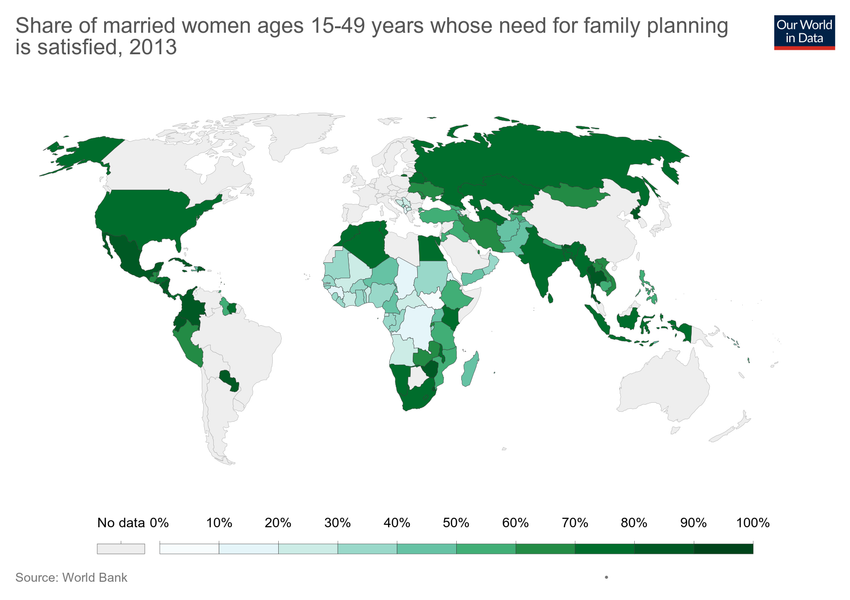 Share of married women ages 15-49 years whose need for family planning
is satisfied, 2013
Our World
in Data
No data 0% 10% 20% 30% 40% 50% 60% 70% 80% 90% 100%
Source: World Bank